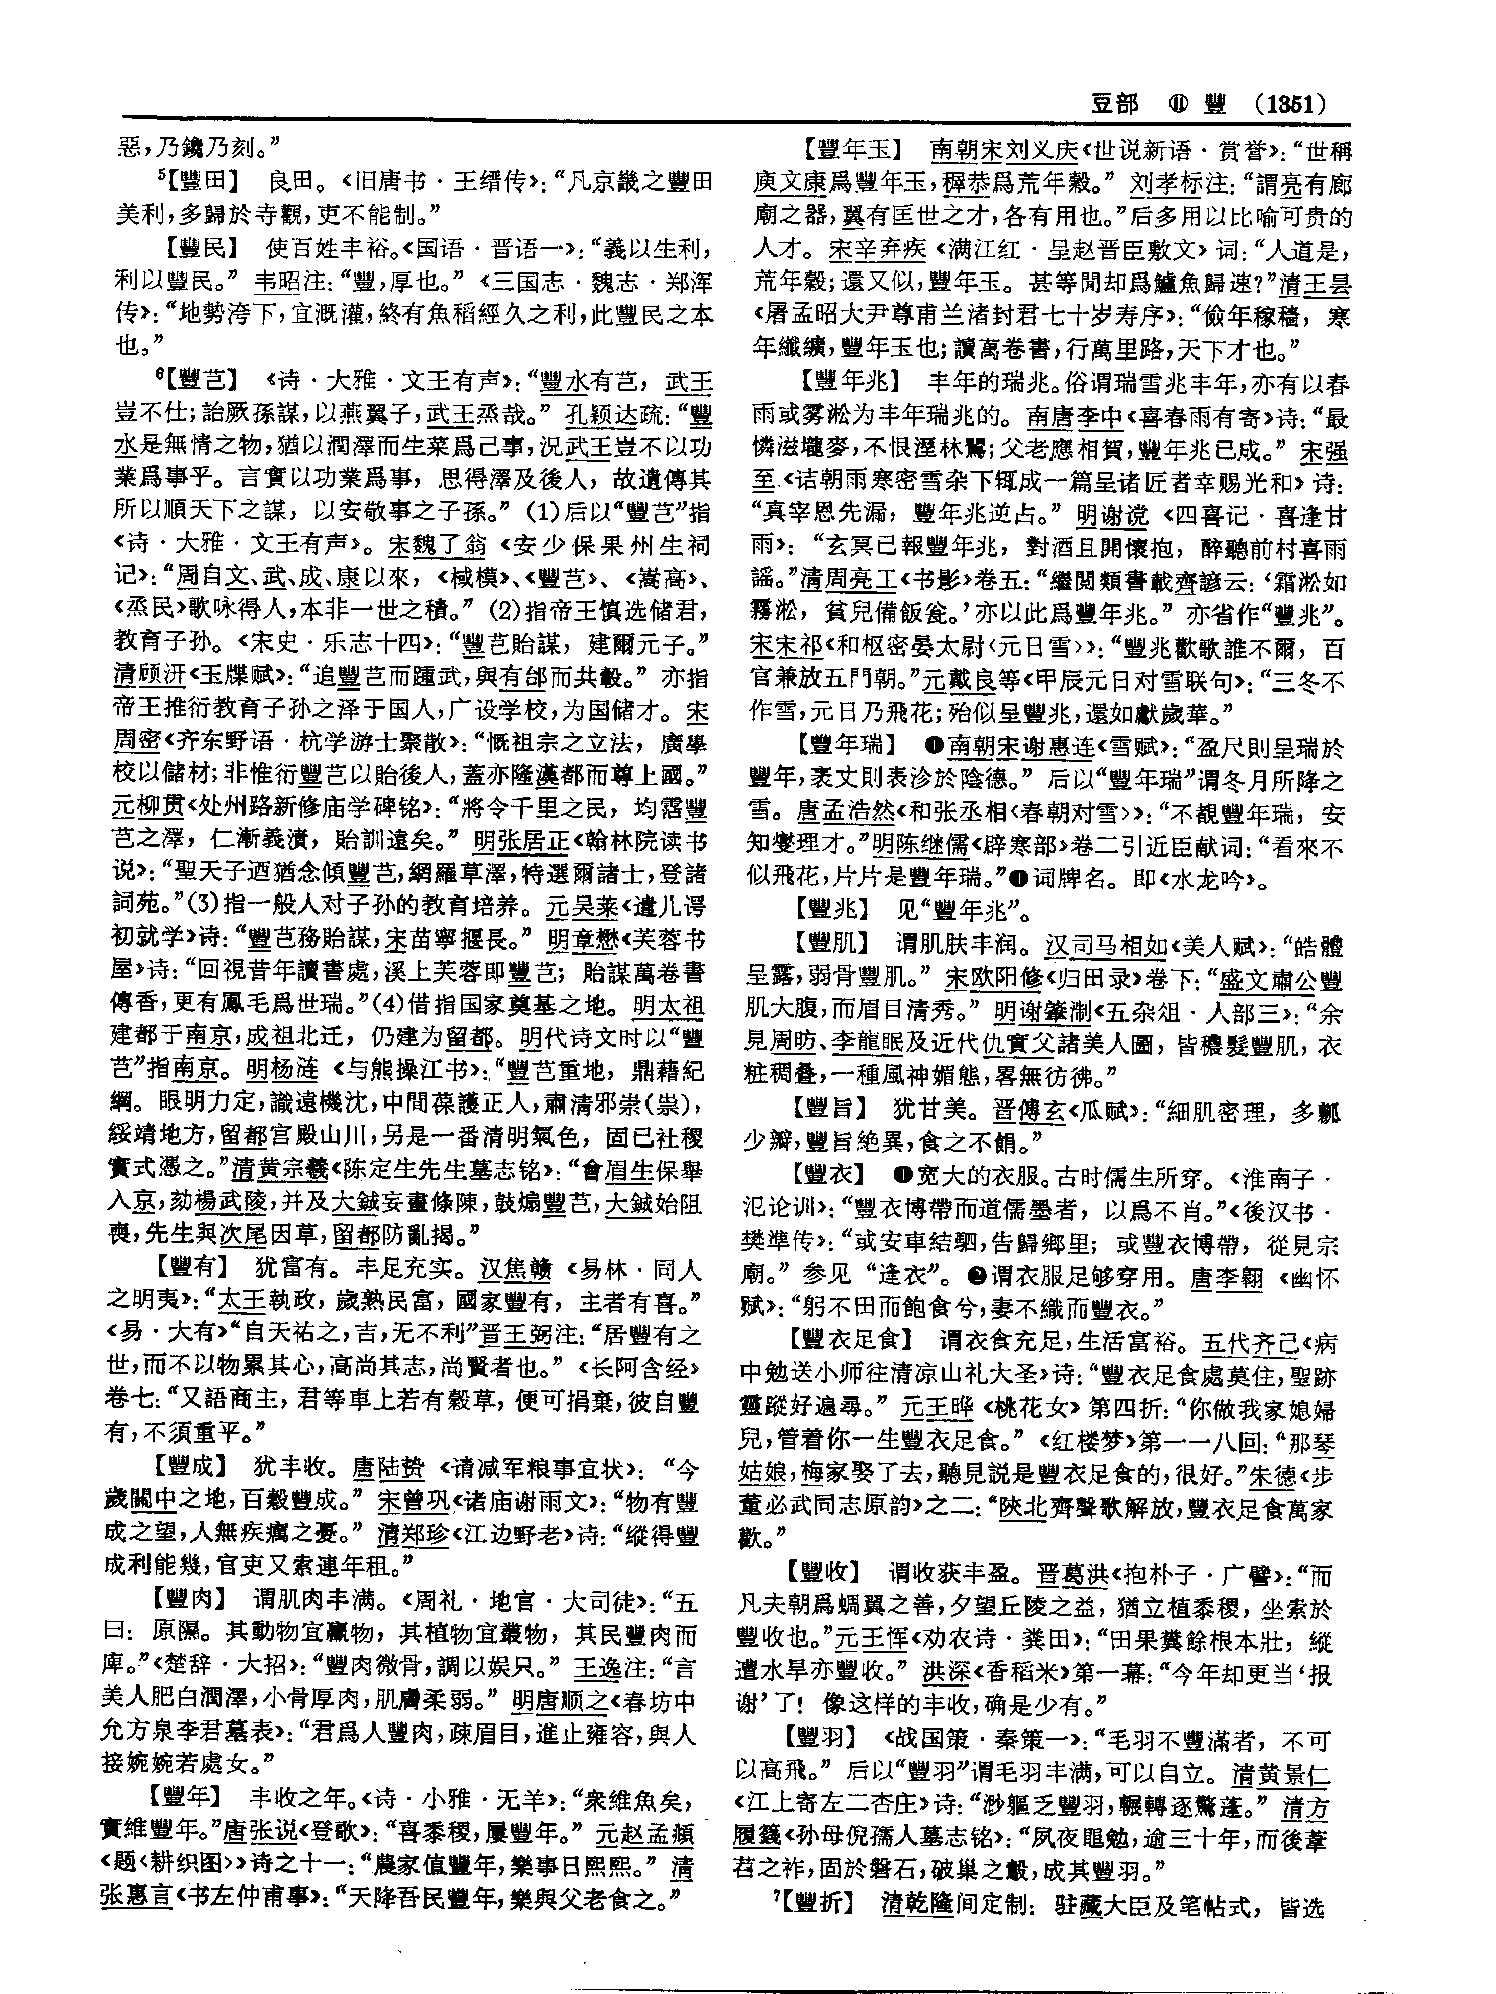 豆部　⑪　豐　(1351)
惡,乃鑱乃刻。”
⁵【豐田】　良田。《旧唐书·王缙传》:“凡京畿之豐田
美利,多歸於寺觀,吏不能制。”
【豐民】　使百姓丰裕。《国语·晋语一》:“義以生利,
利以豐民。”韦昭注:“豐,厚也。”《三国志·魏志·郑浑
传》:“地勢洿下,宜溉灌,終有魚稻經久之利,此豐民之本
也。”
⁶【豐芑】　《诗·大雅·文王有声》:“豐水有芑,武王
豈不仕;詒厥孫謀,以燕翼子,武王烝哉。”孔颖达疏:“豐
水是無情之物,猶以潤澤而生菜爲己事,況武王豈不以功
業爲事乎。言實以功業爲事,思得澤及後人,故遺傳其
所以順天下之謀,以安敬事之子孫。”(1)后以“豐芑”指
《诗·大雅·文王有声》。宋魏了翁《安少保果州生祠
记》:“周自文、武、成、康以來,《棫樸》、《豐芑》、《嵩高》、
《烝民》歌咏得人,本非一世之積。”(2)指帝王慎选储君,
教育子孙。《宋史·乐志十四》:“豐芑貽謀,建爾元子。”
清顾汧《玉牒赋》:“追豐芑而踵武,與有邰而共轂。”亦指
帝王推衍教育子孙之泽于国人,广设学校,为国储才。宋
周密《齐东野语·杭学游士聚散》:“慨祖宗之立法,廣學
校以儲材;非惟衍豐芑以貽後人,蓋亦隆漢都而尊上國。”
元柳贯《处州路新修庙学碑铭》:“將令千里之民,均霑豐
芑之澤,仁漸義漬,貽訓遠矣。”明张居正《翰林院读书
说》:“聖天子迺猶念傾豐芑,網羅草澤,特選爾諸士,登諸
詞苑。”(3)指一般人对子孙的教育培养。元吴莱《遣儿谔
初就学》诗:“豐芑務貽謀,宋苗寧揠長。”明章懋《芙蓉书
屋》诗:“回視昔年讀書處,溪上芙蓉即豐芑;貽謀萬卷書
傳香,更有鳳毛爲世瑞。”(4)借指国家奠基之地。明太祖
建都于南京,成祖北迁,仍建为留都。明代诗文时以“豐
芑”指南京。明杨涟《与熊操江书》:“豐芑重地,鼎藉紀
綱。眼明力定,識遠機沈,中間葆護正人,肅清邪崇(祟),
綏靖地方,留都宫殿山川,另是一番清明氣色,固已社稷
實式憑之。”清黄宗羲《陈定生先生墓志铭》:“會眉生保舉
入京,劾楊武陵,并及大鋮妄畫條陳,鼓煽豐芑,大鋮始阻
喪,先生與次尾因草,留都防亂揭。”
【豐有】　犹富有。丰足充实。汉焦赣《易林·同人
之明夷》:“太王執政,歲熟民富,國家豐有,主者有喜。”
《易·大有》“自天祐之,吉,无不利”晋王弼注:“居豐有之
世,而不以物累其心,高尚其志,尚賢者也。”《长阿含经》
卷七:“又語商主,君等車上若有穀草,便可捐棄,彼自豐
有,不須重乎。”
【豐成】　犹丰收。唐陆贽《请减军粮事宜状》:“今
歲關中之地,百穀豐成。”宋曾巩《诸庙谢雨文》:“物有豐
成之望,人無疾癘之憂。”清郑珍《江边野老》诗:“縱得豐
成利能幾,官吏又索連年租。”
【豐肉】　谓肌肉丰满。《周礼·地官·大司徒》:“五
曰:原隰。其動物宜臝物,其植物宜叢物,其民豐肉而
庳。”《楚辞·大招》:“豐肉微骨,調以娱只。”王逸注:“言
美人肥白潤澤,小骨厚肉,肌膚柔弱。”明唐顺之《春坊中
允方泉李君墓表》:“君爲人豐肉,疎眉目,進止雍容,與人
接婉婉若處女。”
【豐年】　丰收之年。《诗·小雅·无羊》:“衆維魚矣,
實維豐年。”唐张说《登歌》:“喜黍稷,屢豐年。”元赵孟頫
《题〈耕织图〉》诗之十一:“農家值豐年,樂事日熙熙。”清
张惠言《书左仲甫事》:“天降吾民豐年,樂與父老食之。”
【豐年玉】　南朝宋刘义庆《世说新语·赏誉》:“世稱
庾文康爲豐年玉,穉恭爲荒年穀。”刘孝标注:“謂亮有廊
廟之器,翼有匡世之才,各有用也。”后多用以比喻可贵的
人才。宋辛弃疾《满江红·呈赵晋臣敷文》词:“人道是,
荒年穀;還又似,豐年玉。甚等閒却爲鱸魚歸速?”清王昙
《屠孟昭大尹尊甫兰渚封君七十岁寿序》:“儉年稼穡,寒
年纖纊,豐年玉也;讀萬卷書,行萬里路,天下才也。”
【豐年兆】　丰年的瑞兆。俗谓瑞雪兆丰年,亦有以春
雨或雾淞为丰年瑞兆的。南唐李中《喜春雨有寄》诗:“最
憐滋壠麥,不恨溼林鶯;父老應相賀,豐年兆已成。”宋强
至《诘朝雨寒密雪杂下辄成一篇呈诸匠者幸赐光和》诗:
“真宰恩先漏,豐年兆逆占。”明谢谠《四喜记·喜逢甘
雨》:“玄冥已報豐年兆,對酒且開懷抱,醉聽前村喜雨
謡。”清周亮工《书影》卷五:“繼閲類書載齊諺云:‘霜淞如
霧淞,貧兒備飯瓮。’亦以此爲豐年兆。”亦省作“豐兆”。
宋宋祁《和枢密晏太尉〈元日雪〉》:“豐兆歡歌誰不爾,百
官兼放五門朝。”元戴良等《甲辰元日对雪联句》:“三冬不
作雪,元日乃飛花;殆似呈豐兆,還如獻歲華。”
【豐年瑞】　❶南朝宋谢惠连《雪赋》:“盈尺則呈瑞於
豐年,袤丈則表沴於陰德。”后以“豐年瑞”谓冬月所降之
雪。唐孟浩然《和张丞相〈春朝对雪〉》:“不覩豐年瑞,安
知燮理才。”明陈继儒《辟寒部》卷二引近臣献词:“看來不
似飛花,片片是豐年瑞。”❶词牌名。即《水龙吟》。
【豐兆】　见“豐年兆”。
【豐肌】　谓肌肤丰润。汉司马相如《美人赋》:“皓體
呈露,弱骨豐肌。”宋欧阳修《归田录》卷下:“盛文肅公豐
肌大腹,而眉目清秀。”明谢肇淛《五杂俎·人部三》:“余
見周昉、李龍眠及近代仇實父諸美人圖,皆穠髮豐肌,衣
粧稠疊,一種風神媚態,畧無彷彿。”
【豐旨】　犹甘美。晋傅玄《瓜赋》:“細肌密理,多瓤
少瓣,豐旨絶異,食之不䬼。”
【豐衣】　❶宽大的衣服。古时儒生所穿。《淮南子·
氾论训》:“豐衣博帶而道儒墨者,以爲不肖。”《後汉书·
樊準传》:“或安車結駟,告歸鄉里;或豐衣博帶,從見宗
廟。”参见“逢衣”。❷谓衣服足够穿用。唐李翱《幽怀
赋》:“躬不田而飽食兮,妻不織而豐衣。”
【豐衣足食】　谓衣食充足,生活富裕。五代齐己《病
中勉送小师往清凉山礼大圣》诗:“豐衣足食處莫住,聖跡
靈蹤好遍尋。”元王晔《桃花女》第四折:“你做我家媳婦
兒,管着你一生豐衣足食。”《红楼梦》第一一八回:“那琴
姑娘,梅家娶了去,聽見説是豐衣足食的,很好。”朱德《步
董必武同志原韵》之二:“陝北齊聲歌解放,豐衣足食萬家
歡。”
【豐收】　谓收获丰盈。晋葛洪《抱朴子·广譬》:“而
凡夫朝爲蜩翼之善,夕望丘陵之益,猶立植黍稷,坐索於
豐收也。”元王恽《劝农诗·粪田》:“田果糞餘根本壯,縱
遭水旱亦豐收。”洪深《香稻米》第一幕:“今年却更当‘报
谢’了!像这样的丰收,确是少有。”
【豐羽】　《战国策·秦策一》:“毛羽不豐滿者,不可
以高飛。”后以“豐羽”谓毛羽丰满,可以自立。清黄景仁
《江上寄左二杏庄》诗:“渺軀乏豐羽,輾轉逐驚蓬。”清方
履籛《孙母倪孺人墓志铭》:“夙夜黽勉,逾三十年,而後葦
苕之祚,固於磐石,破巢之鷇,成其豐羽。”
⁷【豐折】　清乾隆间定制:驻藏大臣及笔帖式,皆选